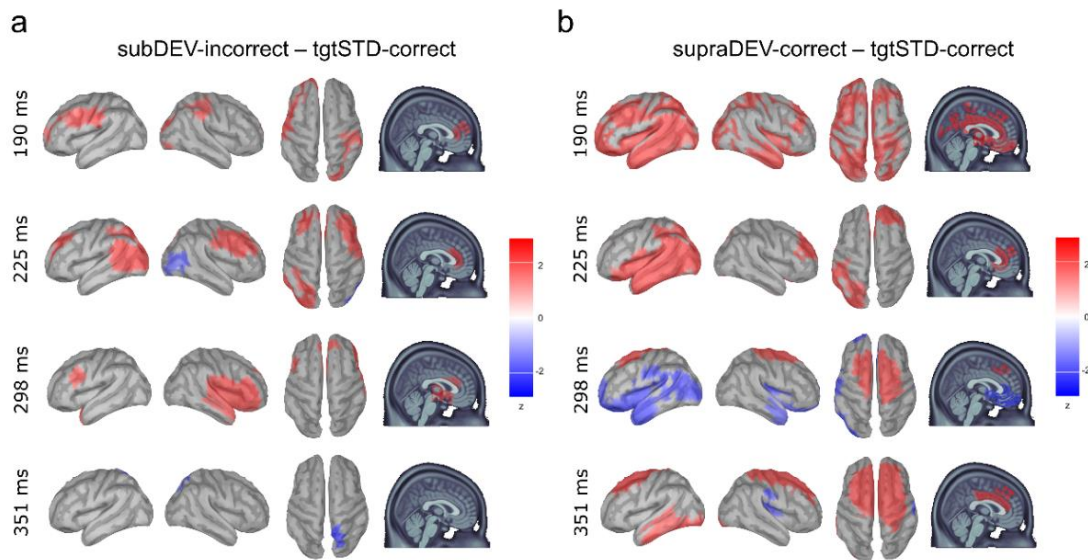 a
subDEV-incorrect – tgtSTD-correct
190 ms
225 ms
298 ms
351 ms
2
0
-2
z
b
supraDEV-correct – tgtSTD-correct
190 ms
225 ms
298 ms
351 ms
2
0
-2
z